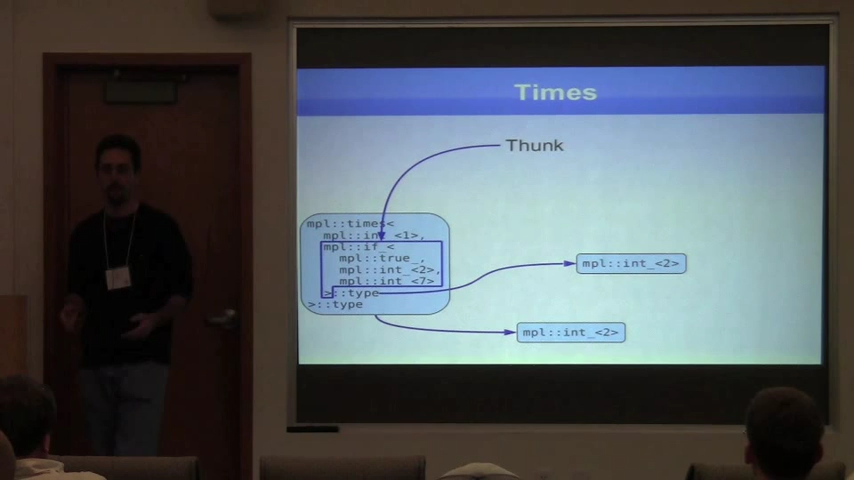 Times
Thunk
mpl::times<
mpl::int_<1>,
mpl::if_<
mpl::true_,
mpl::int_<2>,
mpl::int_<7>
>::type
>::type
mpl::int_<2>
mpl::int_<2>